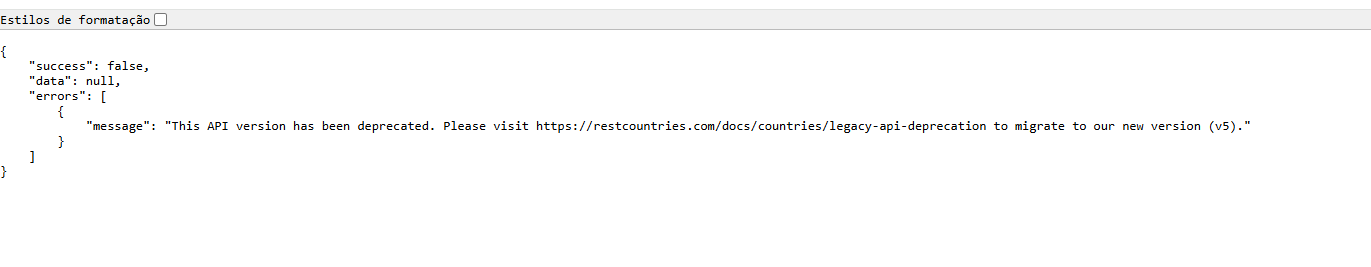 Estilos de formatação
{
    "success": false,
    "data": null,
    "errors": [
        {
            "message": "This API version has been deprecated. Please visit https://restcountries.com/docs/countries/legacy-api-deprecation to migrate to our new version (v5)."
        }
    ]
}